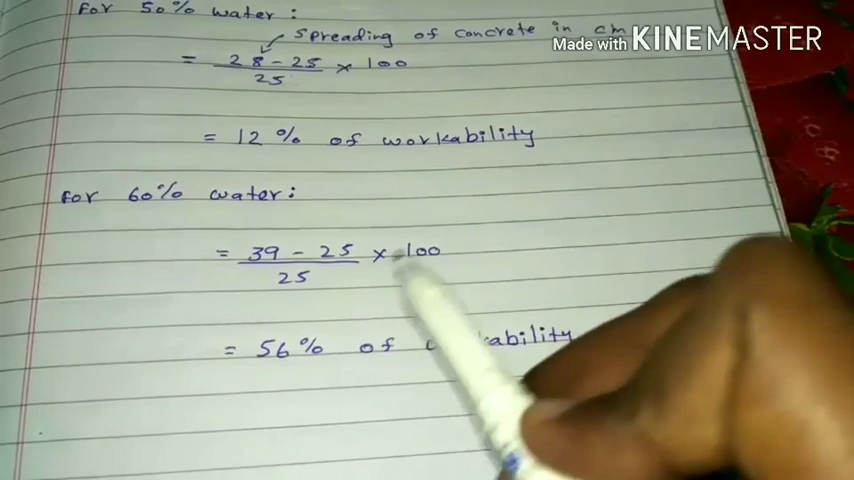 For 50% water:
Spreading of concrete in cm
Made with KINEMASTER
= 28 - 25 / 25 × 100
= 12 % of workability
For 60% water:
= 39 - 25 / 25 × 100
= 56% of